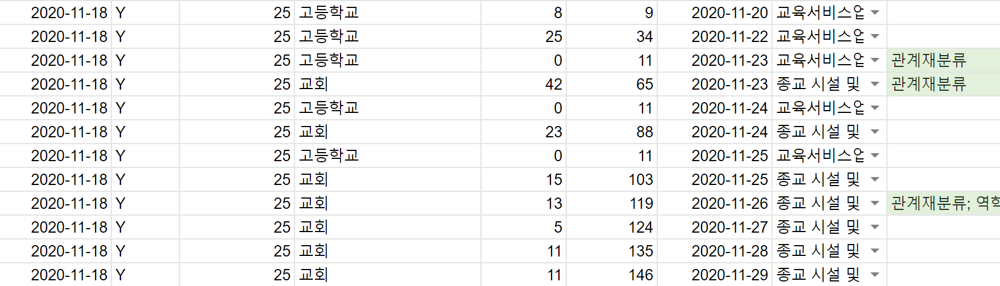 2020-11-18 Y 25 고등학교 8 9 2020-11-20 교육서비스업
2020-11-18 Y 25 고등학교 25 34 2020-11-22 교육서비스업
2020-11-18 Y 25 고등학교 0 11 2020-11-23 교육서비스업 관계재분류
2020-11-18 Y 25 교회 42 65 2020-11-23 종교 시설 및 관계재분류
2020-11-18 Y 25 고등학교 0 11 2020-11-24 교육서비스업
2020-11-18 Y 25 교회 23 88 2020-11-24 종교 시설 및
2020-11-18 Y 25 고등학교 0 11 2020-11-25 교육서비스업
2020-11-18 Y 25 교회 15 103 2020-11-25 종교 시설 및
2020-11-18 Y 25 교회 13 119 2020-11-26 종교 시설 및 관계재분류; 역학
2020-11-18 Y 25 교회 5 124 2020-11-27 종교 시설 및
2020-11-18 Y 25 교회 11 135 2020-11-28 종교 시설 및
2020-11-18 Y 25 교회 11 146 2020-11-29 종교 시설 및